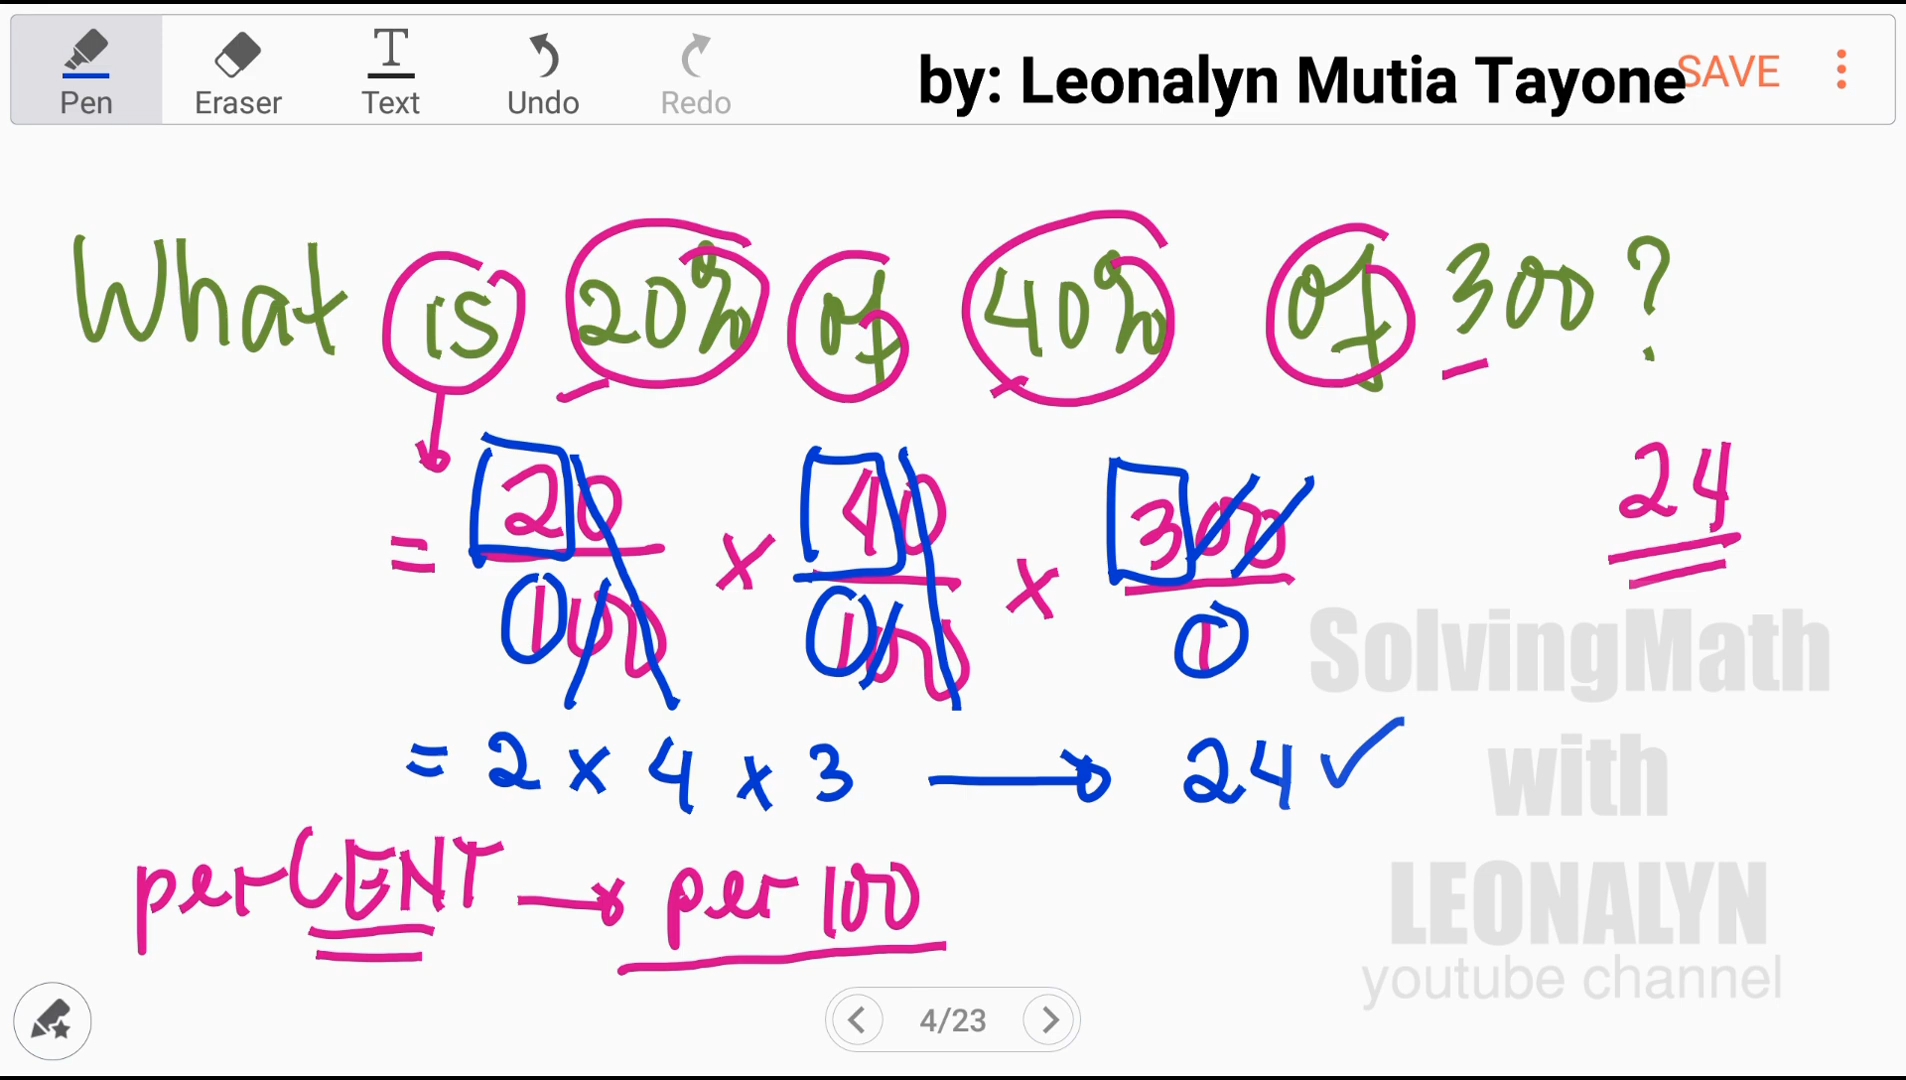 Pen Eraser Text Undo Redo by: Leonalyn Mutia Tayone SAVE
What is 20% of 40% of 300?
= 20/100 x 40/100 x 300/1
24
= 2 x 4 x 3 → 24 ✓
perCENT → per 100
SolvingMath
with
LEONALYN
youtube channel
4/23